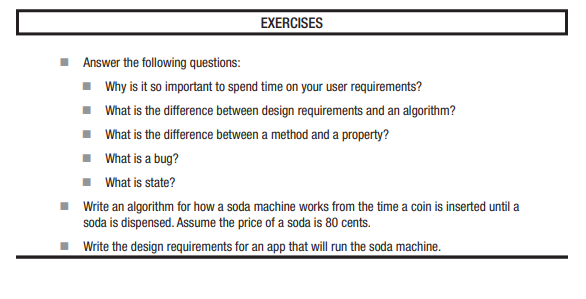 EXERCISES
Answer the following questions:
Why is it so important to spend time on your user requirements?
What is the difference between design requirements and an algorithm?
What is the difference between a method and a property?
What is a bug?
What is state?
Write an algorithm for how a soda machine works from the time a coin is inserted until a
soda is dispensed. Assume the price of a soda is 80 cents.
Write the design requirements for an app that will run the soda machine.